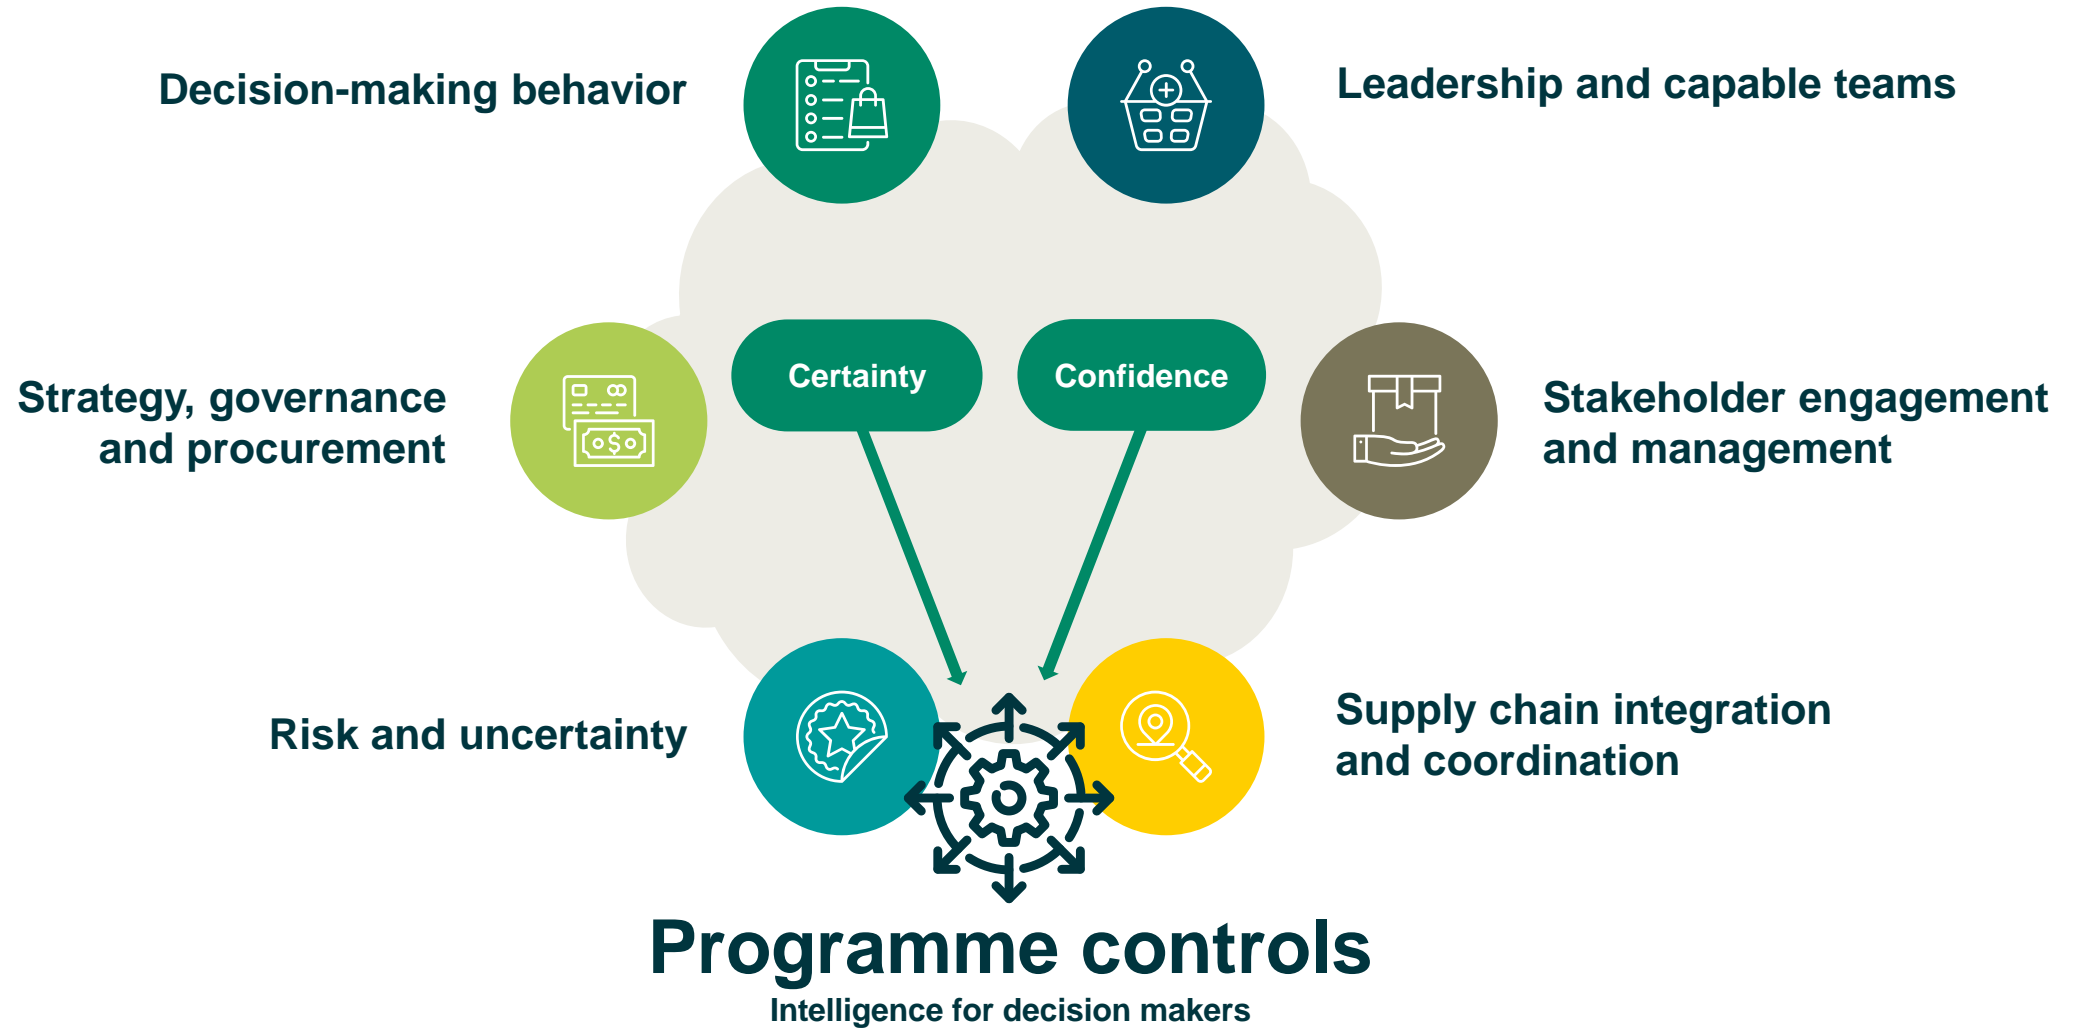 Decision-making behavior
Leadership and capable teams
Certainty
Confidence
Strategy, governance
and procurement
Stakeholder engagement
and management
Risk and uncertainty
Supply chain integration
and coordination
Programme controls
Intelligence for decision makers